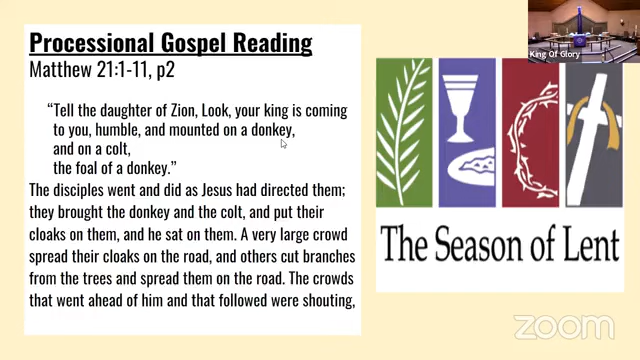 Processional Gospel Reading
Matthew 21:1-11, p2
“Tell the daughter of Zion, Look, your king is coming
to you, humble, and mounted on a donkey,
and on a colt,
the foal of a donkey.”
The disciples went and did as Jesus had directed them;
they brought the donkey and the colt, and put their
cloaks on them, and he sat on them. A very large crowd
spread their cloaks on the road, and others cut branches
from the trees and spread them on the road. The crowds
that went ahead of him and that followed were shouting,
King Of Glory
The Season of Lent
zoom